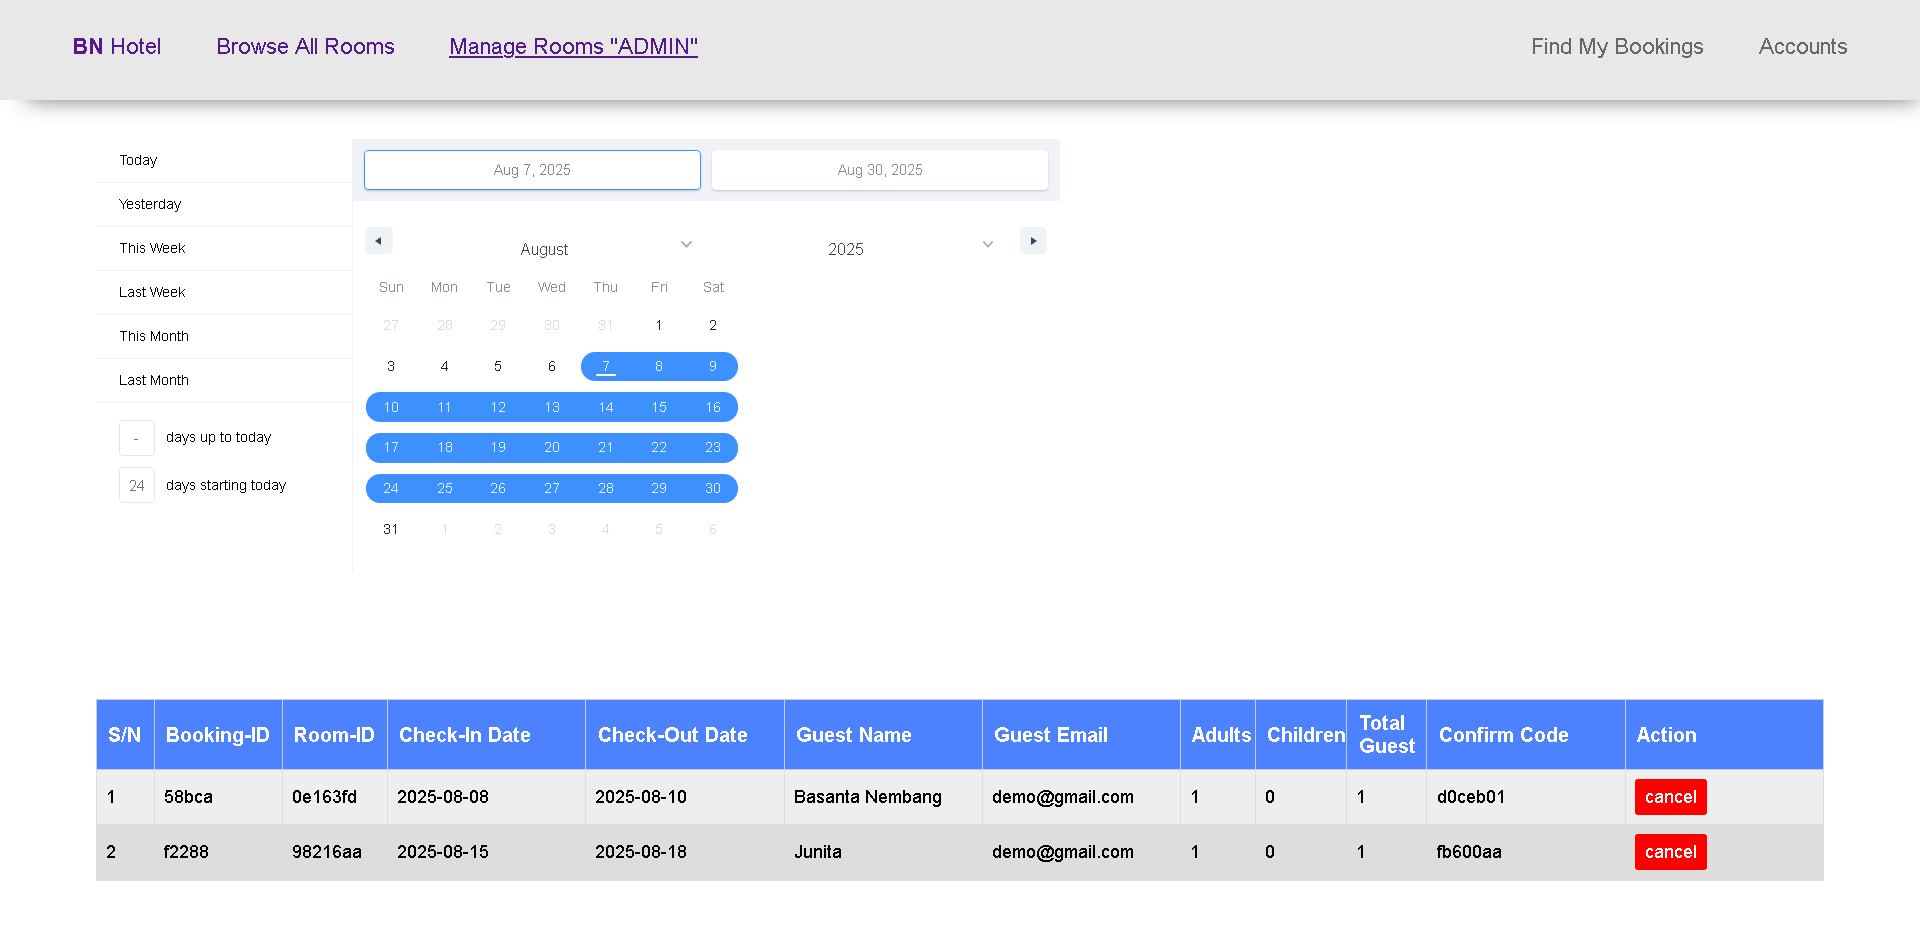 BN Hotel Browse All Rooms Manage Rooms "ADMIN" Find My Bookings Accounts
Today
Yesterday
This Week
Last Week
This Month
Last Month
- days up to today
24 days starting today
Aug 7, 2025 Aug 30, 2025
August 2025
Sun Mon Tue Wed Thu Fri Sat
27 28 29 30 31 1 2
3 4 5 6 7 8 9
10 11 12 13 14 15 16
17 18 19 20 21 22 23
24 25 26 27 28 29 30
31 1 2 3 4 5 6
S/N Booking-ID Room-ID Check-In Date Check-Out Date Guest Name Guest Email Adults Children Total Guest Confirm Code Action
1 58bca 0e163fd 2025-08-08 2025-08-10 Basanta Nembang demo@gmail.com 1 0 1 d0ceb01 cancel
2 f2288 98216aa 2025-08-15 2025-08-18 Junita demo@gmail.com 1 0 1 fb600aa cancel